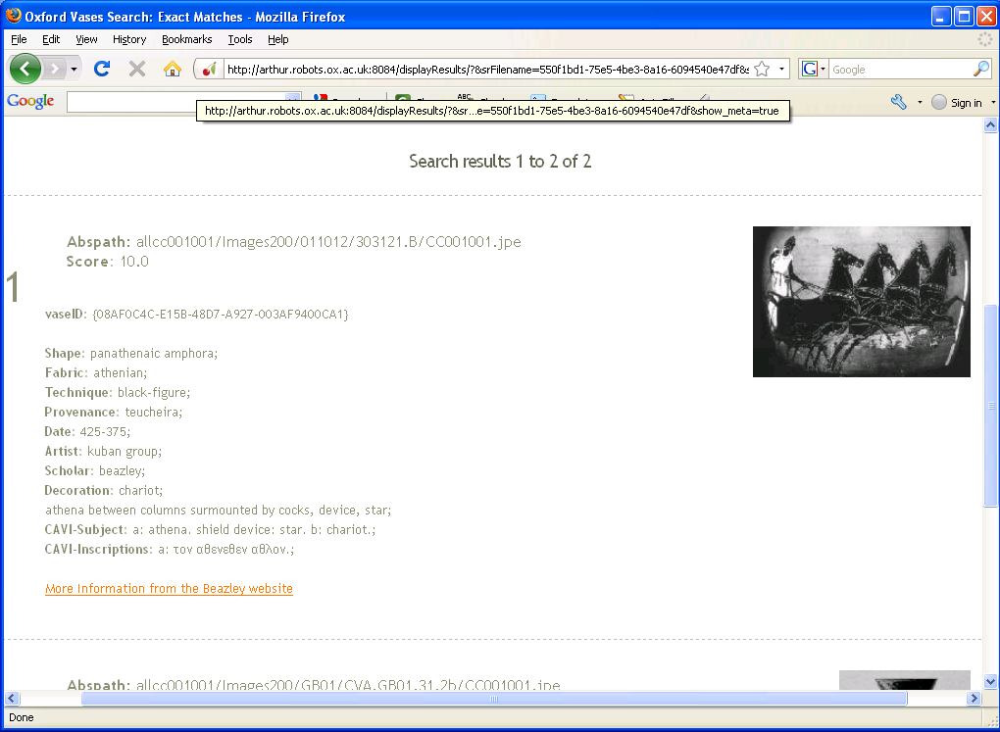 Oxford Vases Search: Exact Matches - Mozilla Firefox
File Edit View History Bookmarks Tools Help
http://arthur.robots.ox.ac.uk:8084/displayResults/?&srFilename=550f1bd1-75e5-4be3-8a16-6094540e47df&s
G Google
Google
Sign in
http://arthur.robots.ox.ac.uk:8084/displayResults/?&sr...e=550f1bd1-75e5-4be3-8a16-6094540e47df&show_meta=true
Search results 1 to 2 of 2
Abspath: allcc001001/Images200/011012/303121.B/CC001001.jpe
Score: 10.0
1
vaseID: {08AF0C4C-E15B-48D7-A927-003AF9400CA1}
Shape: panathenaic amphora;
Fabric: athenian;
Technique: black-figure;
Provenance: teucheira;
Date: 425-375;
Artist: kuban group;
Scholar: beazley;
Decoration: chariot;
athena between columns surmounted by cocks, device, star;
CAVI-Subject: a: athena. shield device: star. b: chariot.;
CAVI-Inscriptions: a: τον αθενεθεν αθλον.;
More Information from the Beazley website
Abspath: allcc001001/Images200/GB01/CVA.GB01.31.2b/CC001001.jpe
Done